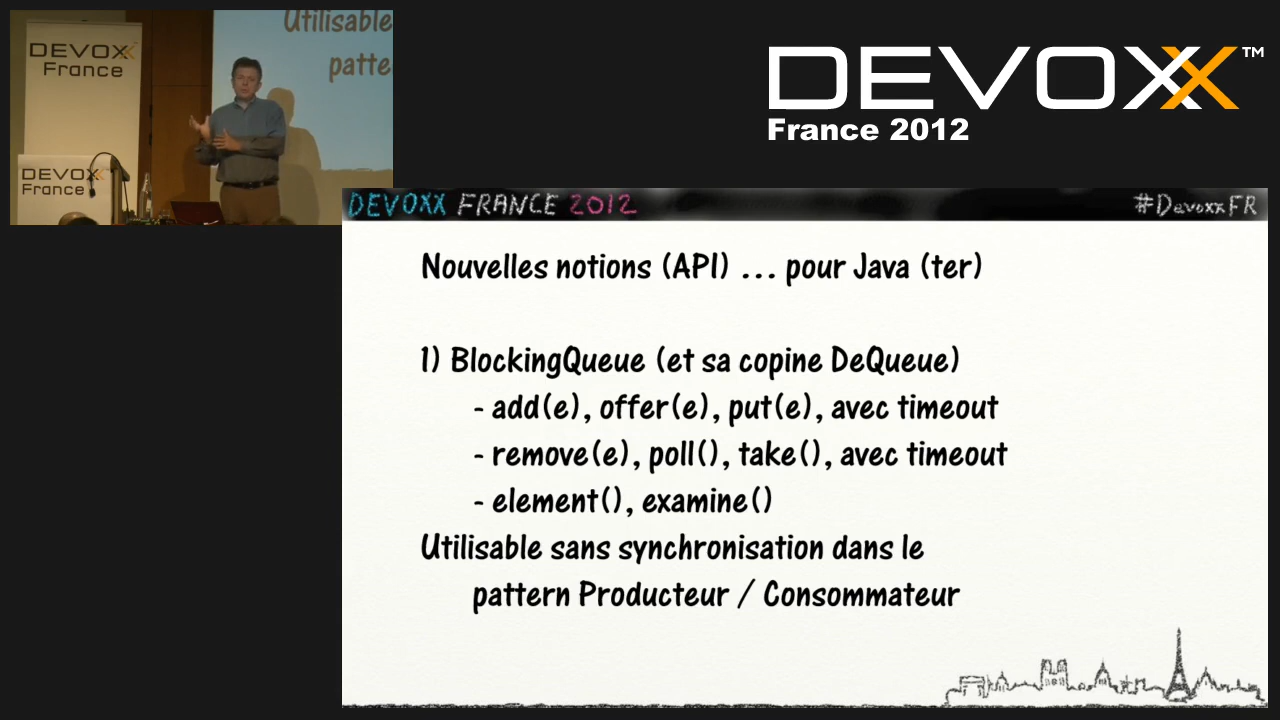 Utilisable
patte
DEVOXX
France
DEVOXX
France
DEVOXX™
France 2012
DEVOXX FRANCE 2012
#DevoxxFR
Nouvelles notions (API) ... pour Java (ter)
1) BlockingQueue (et sa copine DeQueue)
- add(e), offer(e), put(e), avec timeout
- remove(e), poll(), take(), avec timeout
- element(), examine()
Utilisable sans synchronisation dans le
pattern Producteur / Consommateur